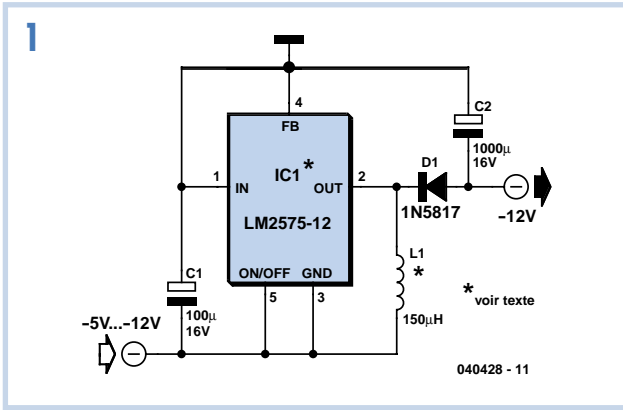 1
4
FB
C2
1000µ
16V
IC1*
1
IN
OUT
2
D1
1N5817
−12V
LM2575-12
C1
100µ
16V
ON/OFF
GND
5
3
L1
*
150µH
* voir texte
−5V...−12V
040428 - 11